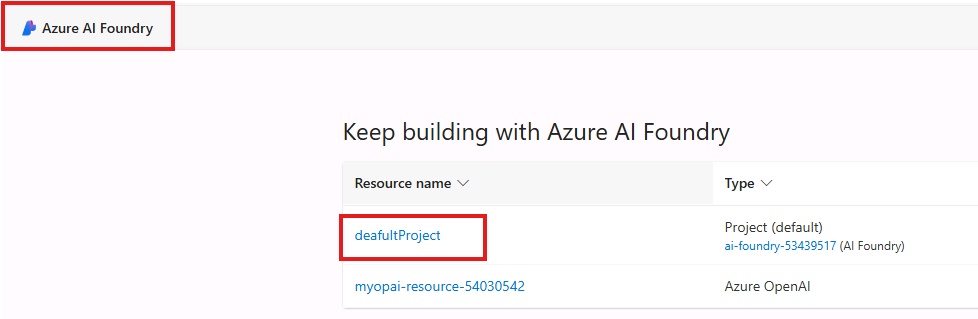 Azure AI Foundry
Keep building with Azure AI Foundry
Resource name Type
deafultProject Project (default)
ai-foundry-53439517 (AI Foundry)
myopai-resource-54030542 Azure OpenAI